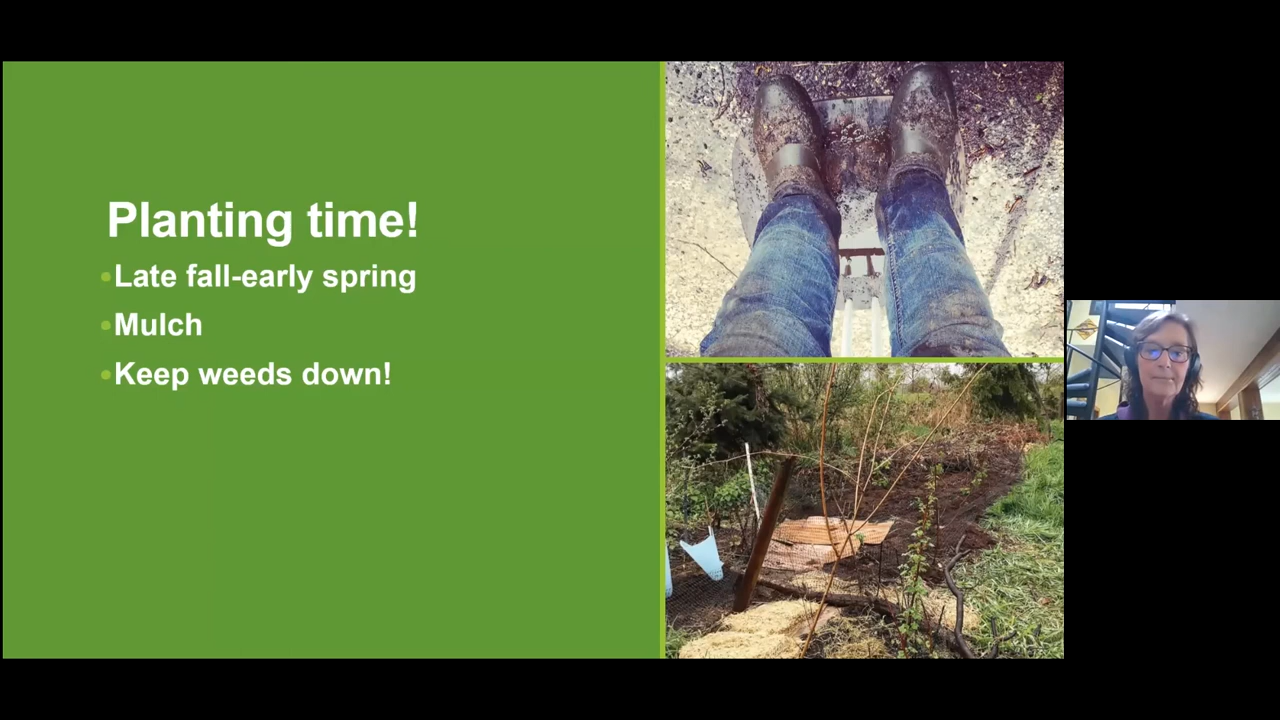 Planting time!
•Late fall-early spring
•Mulch
•Keep weeds down!